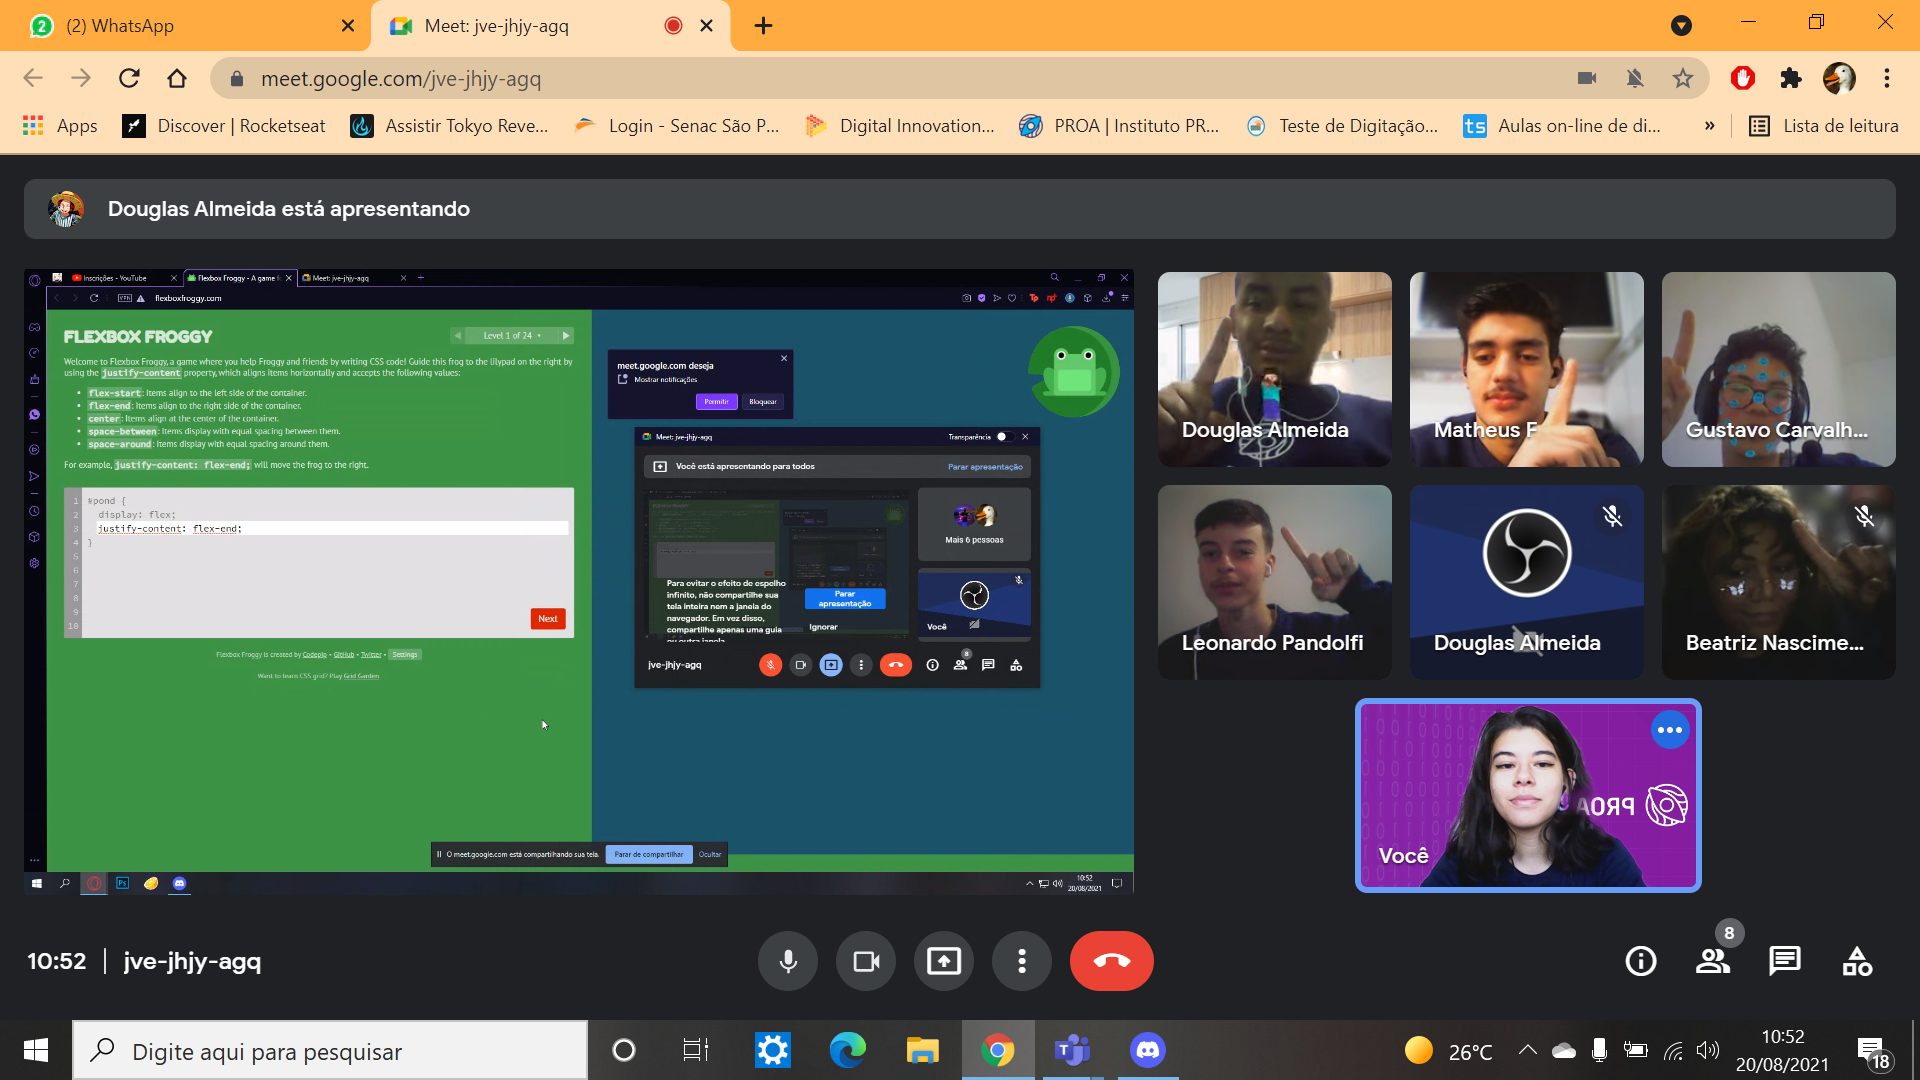 (2) WhatsApp
Meet: jve-jhjy-agq
meet.google.com/jve-jhjy-agq
Apps
Discover | Rocketseat
Assistir Tokyo Reve...
Login - Senac São P...
Digital Innovation...
PROA | Instituto PR...
Teste de Digitação...
ts
Aulas on-line de di...
»
Lista de leitura
Douglas Almeida está apresentando
Inscrições - YouTube
Flexbox Froggy - A game f
Meet: jve-jhjy-agq
VPN
flexboxfroggy.com
FLEXBOX FROGGY
Level 1 of 24
Welcome to Flexbox Froggy, a game where you help Froggy and friends by writing CSS code! Guide this frog to the lilypad on the right by
using the justify-content property, which aligns items horizontally and accepts the following values:
flex-start: Items align to the left side of the container.
flex-end: Items align to the right side of the container.
center: Items align at the center of the container.
space-between: Items display with equal spacing between them.
space-around: Items display with equal spacing around them.
For example, justify-content: flex-end; will move the frog to the right.
1 #pond {
2 display: flex;
3 justify-content: flex-end;
4 }
5
6
7
8
9
10
Next
Flexbox Froggy is created by Codepip • GitHub • Twitter • Settings
Want to learn CSS grid? Play Grid Garden.
meet.google.com deseja
Mostrar notificações
Permitir
Bloquear
Meet: jve-jhjy-agq
Transparência
Você está apresentando para todos
Parar apresentação
Mais 6 pessoas
Para evitar o efeito de espelho
infinito, não compartilhe sua
tela inteira nem a janela do
navegador. Em vez disso,
compartilhe apenas uma guia
ou outra janela.
Parar
apresentação
Ignorar
Você
jve-jhjy-agq
8
O meet.google.com está compartilhando sua tela.
Parar de compartilhar
Ocultar
Ps
10:52
20/08/2021
Douglas Almeida
Matheus F
Gustavo Carvalh...
Leonardo Pandolfi
Douglas Almeida
Beatriz Nascime...
PROA
Você
10:52
jve-jhjy-agq
8
Digite aqui para pesquisar
26°C
10:52
20/08/2021
18